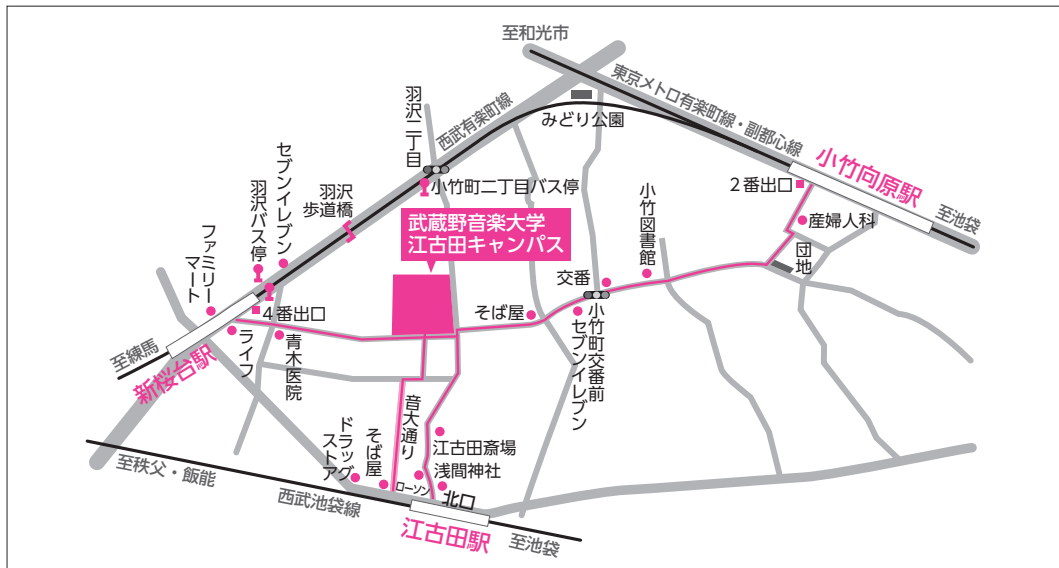 至和光市
東京メトロ有楽町線・副都心線
西武有楽町線
みどり公園
羽沢二丁目
小竹向原駅
2番出口
小竹町二丁目バス停
セブンイレブン
羽沢
歩道橋
羽沢バス停
小竹図書館
産婦人科
至池袋
武蔵野音楽大学
江古田キャンパス
ファミリー
マート
団地
交番
4番出口
そば屋
小竹町交番前
セブンイレブン
至練馬
ライフ
青木医院
新桜台駅
音大通り
そば屋
ドラッグ
ストア
江古田斎場
浅間神社
至秩父・飯能
ローソン
北口
西武池袋線
江古田駅
至池袋